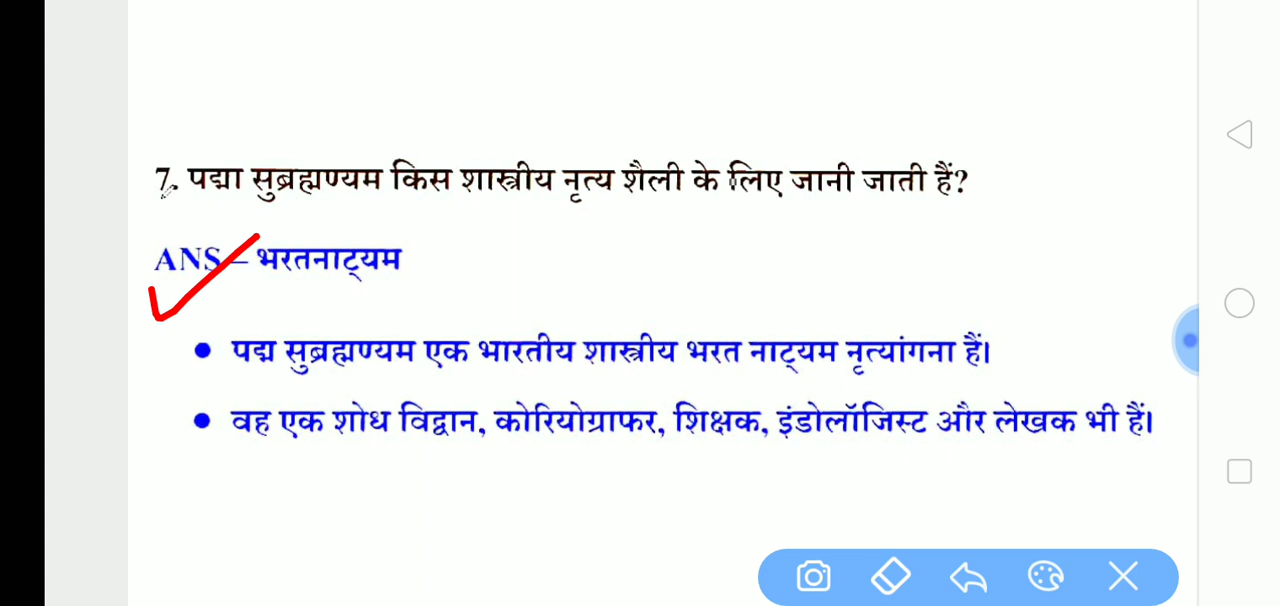 7. पद्मा सुब्रह्मण्यम किस शास्त्रीय नृत्य शैली के लिए जानी जाती हैं?
ANS – भरतनाट्यम
• पद्म सुब्रह्मण्यम एक भारतीय शास्त्रीय भरत नाट्यम नृत्यांगना हैं।
• वह एक शोध विद्वान, कोरियोग्राफर, शिक्षक, इंडोलॉजिस्ट और लेखक भी हैं।